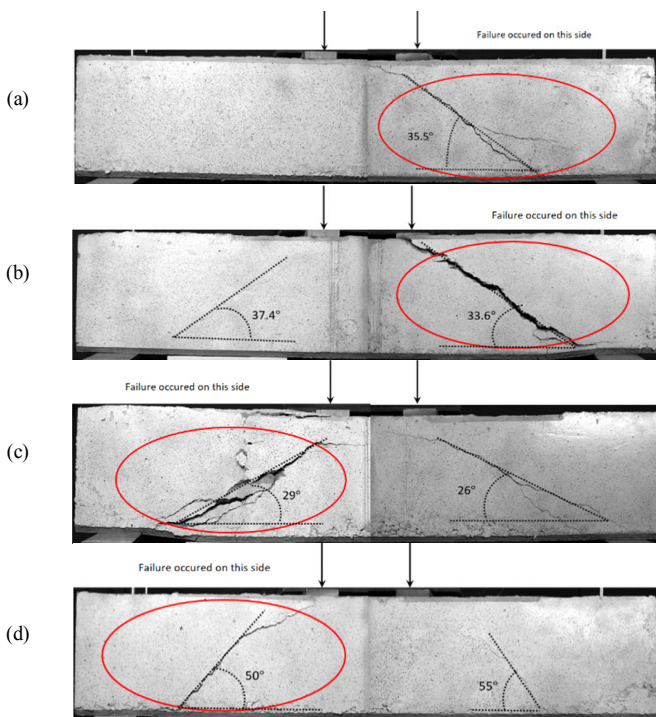 Failure occured on this side
(a)
35.5°
Failure occured on this side
(b)
37.4°
33.6°
Failure occured on this side
(c)
29°
26°
Failure occured on this side
(d)
50°
55°